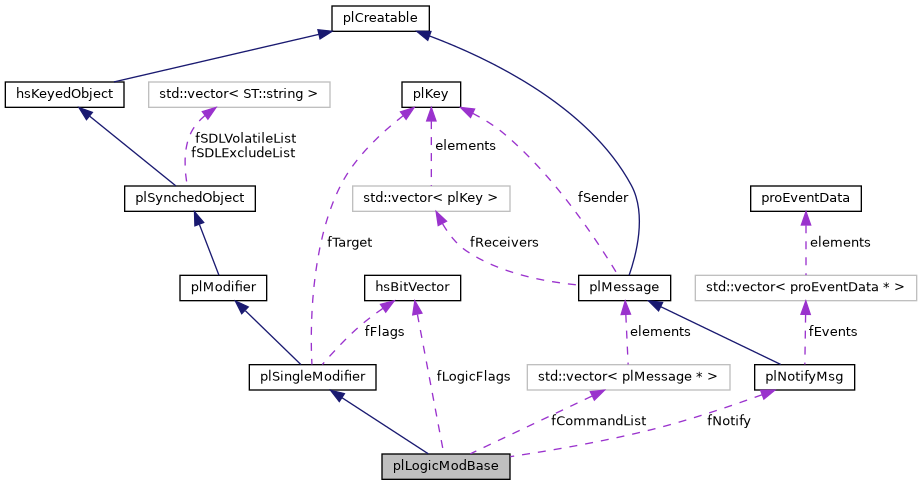 plCreatable
hsKeyedObject
std::vector< ST::string >
plKey
fSDLVolatileList
fSDLExcludeList
elements
plSynchedObject
std::vector< plKey >
fSender
proEventData
fTarget
fReceivers
elements
plModifier
hsBitVector
plMessage
std::vector< proEventData * >
fFlags
elements
fEvents
plSingleModifier
fLogicFlags
std::vector< plMessage * >
plNotifyMsg
fCommandList
fNotify
plLogicModBase